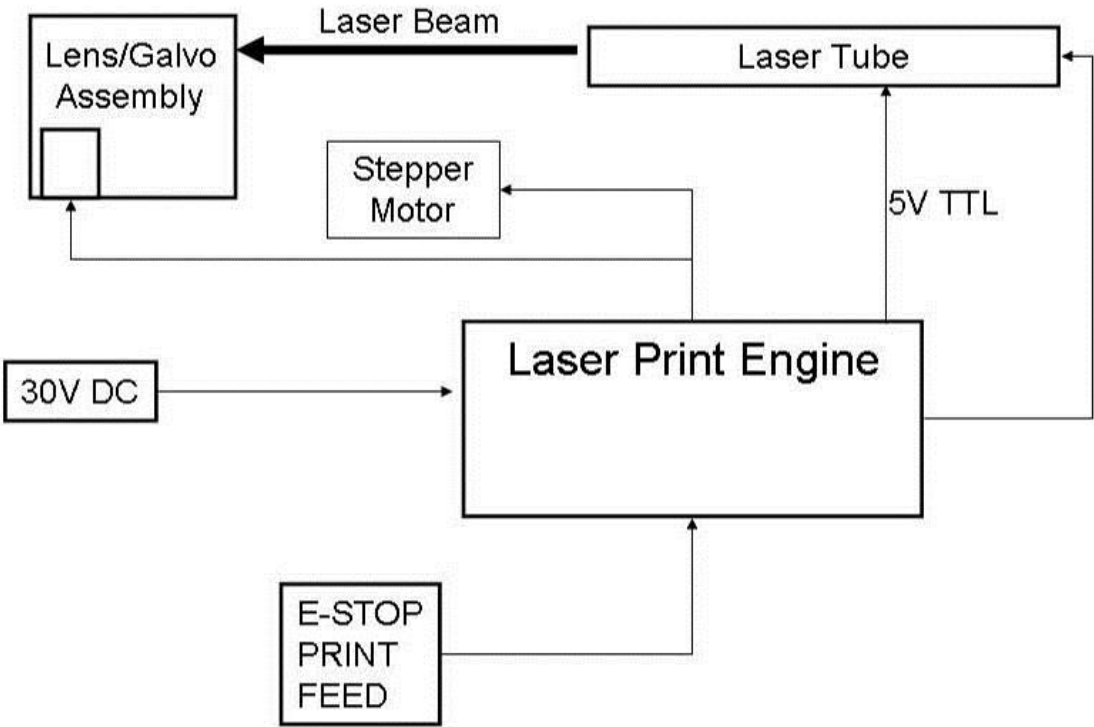 Laser Beam
Lens/Galvo
Assembly
Laser Tube
Stepper
Motor
5V TTL
Laser Print Engine
30V DC
E-STOP
PRINT
FEED